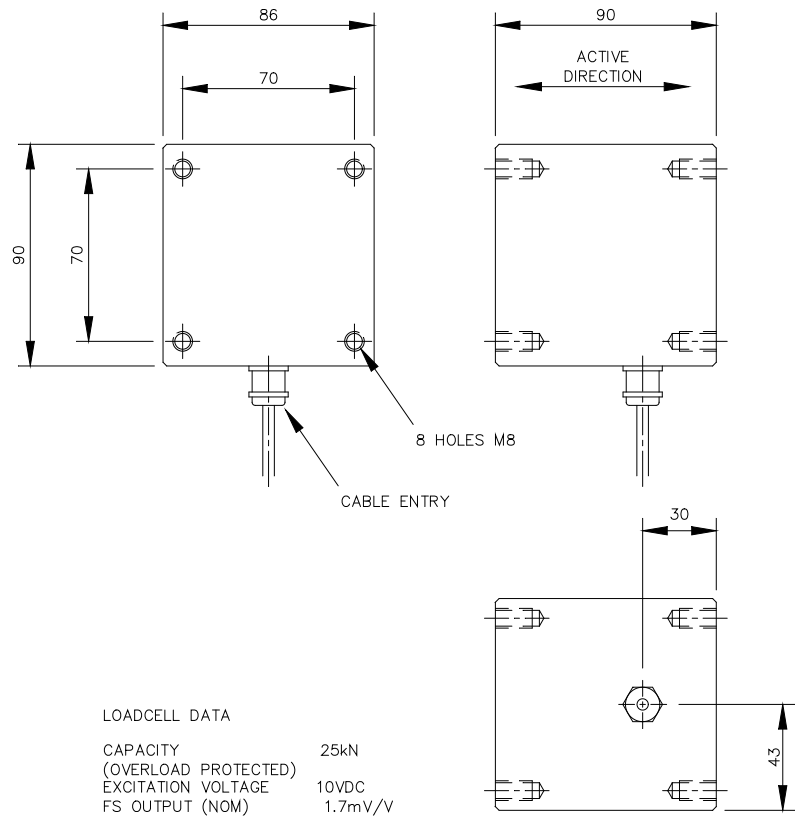 86
90
ACTIVE
DIRECTION
70
90
70
8 HOLES M8
CABLE ENTRY
30
43
LOADCELL DATA
CAPACITY 25kN
(OVERLOAD PROTECTED)
EXCITATION VOLTAGE 10VDC
FS OUTPUT (NOM) 1.7mV/V